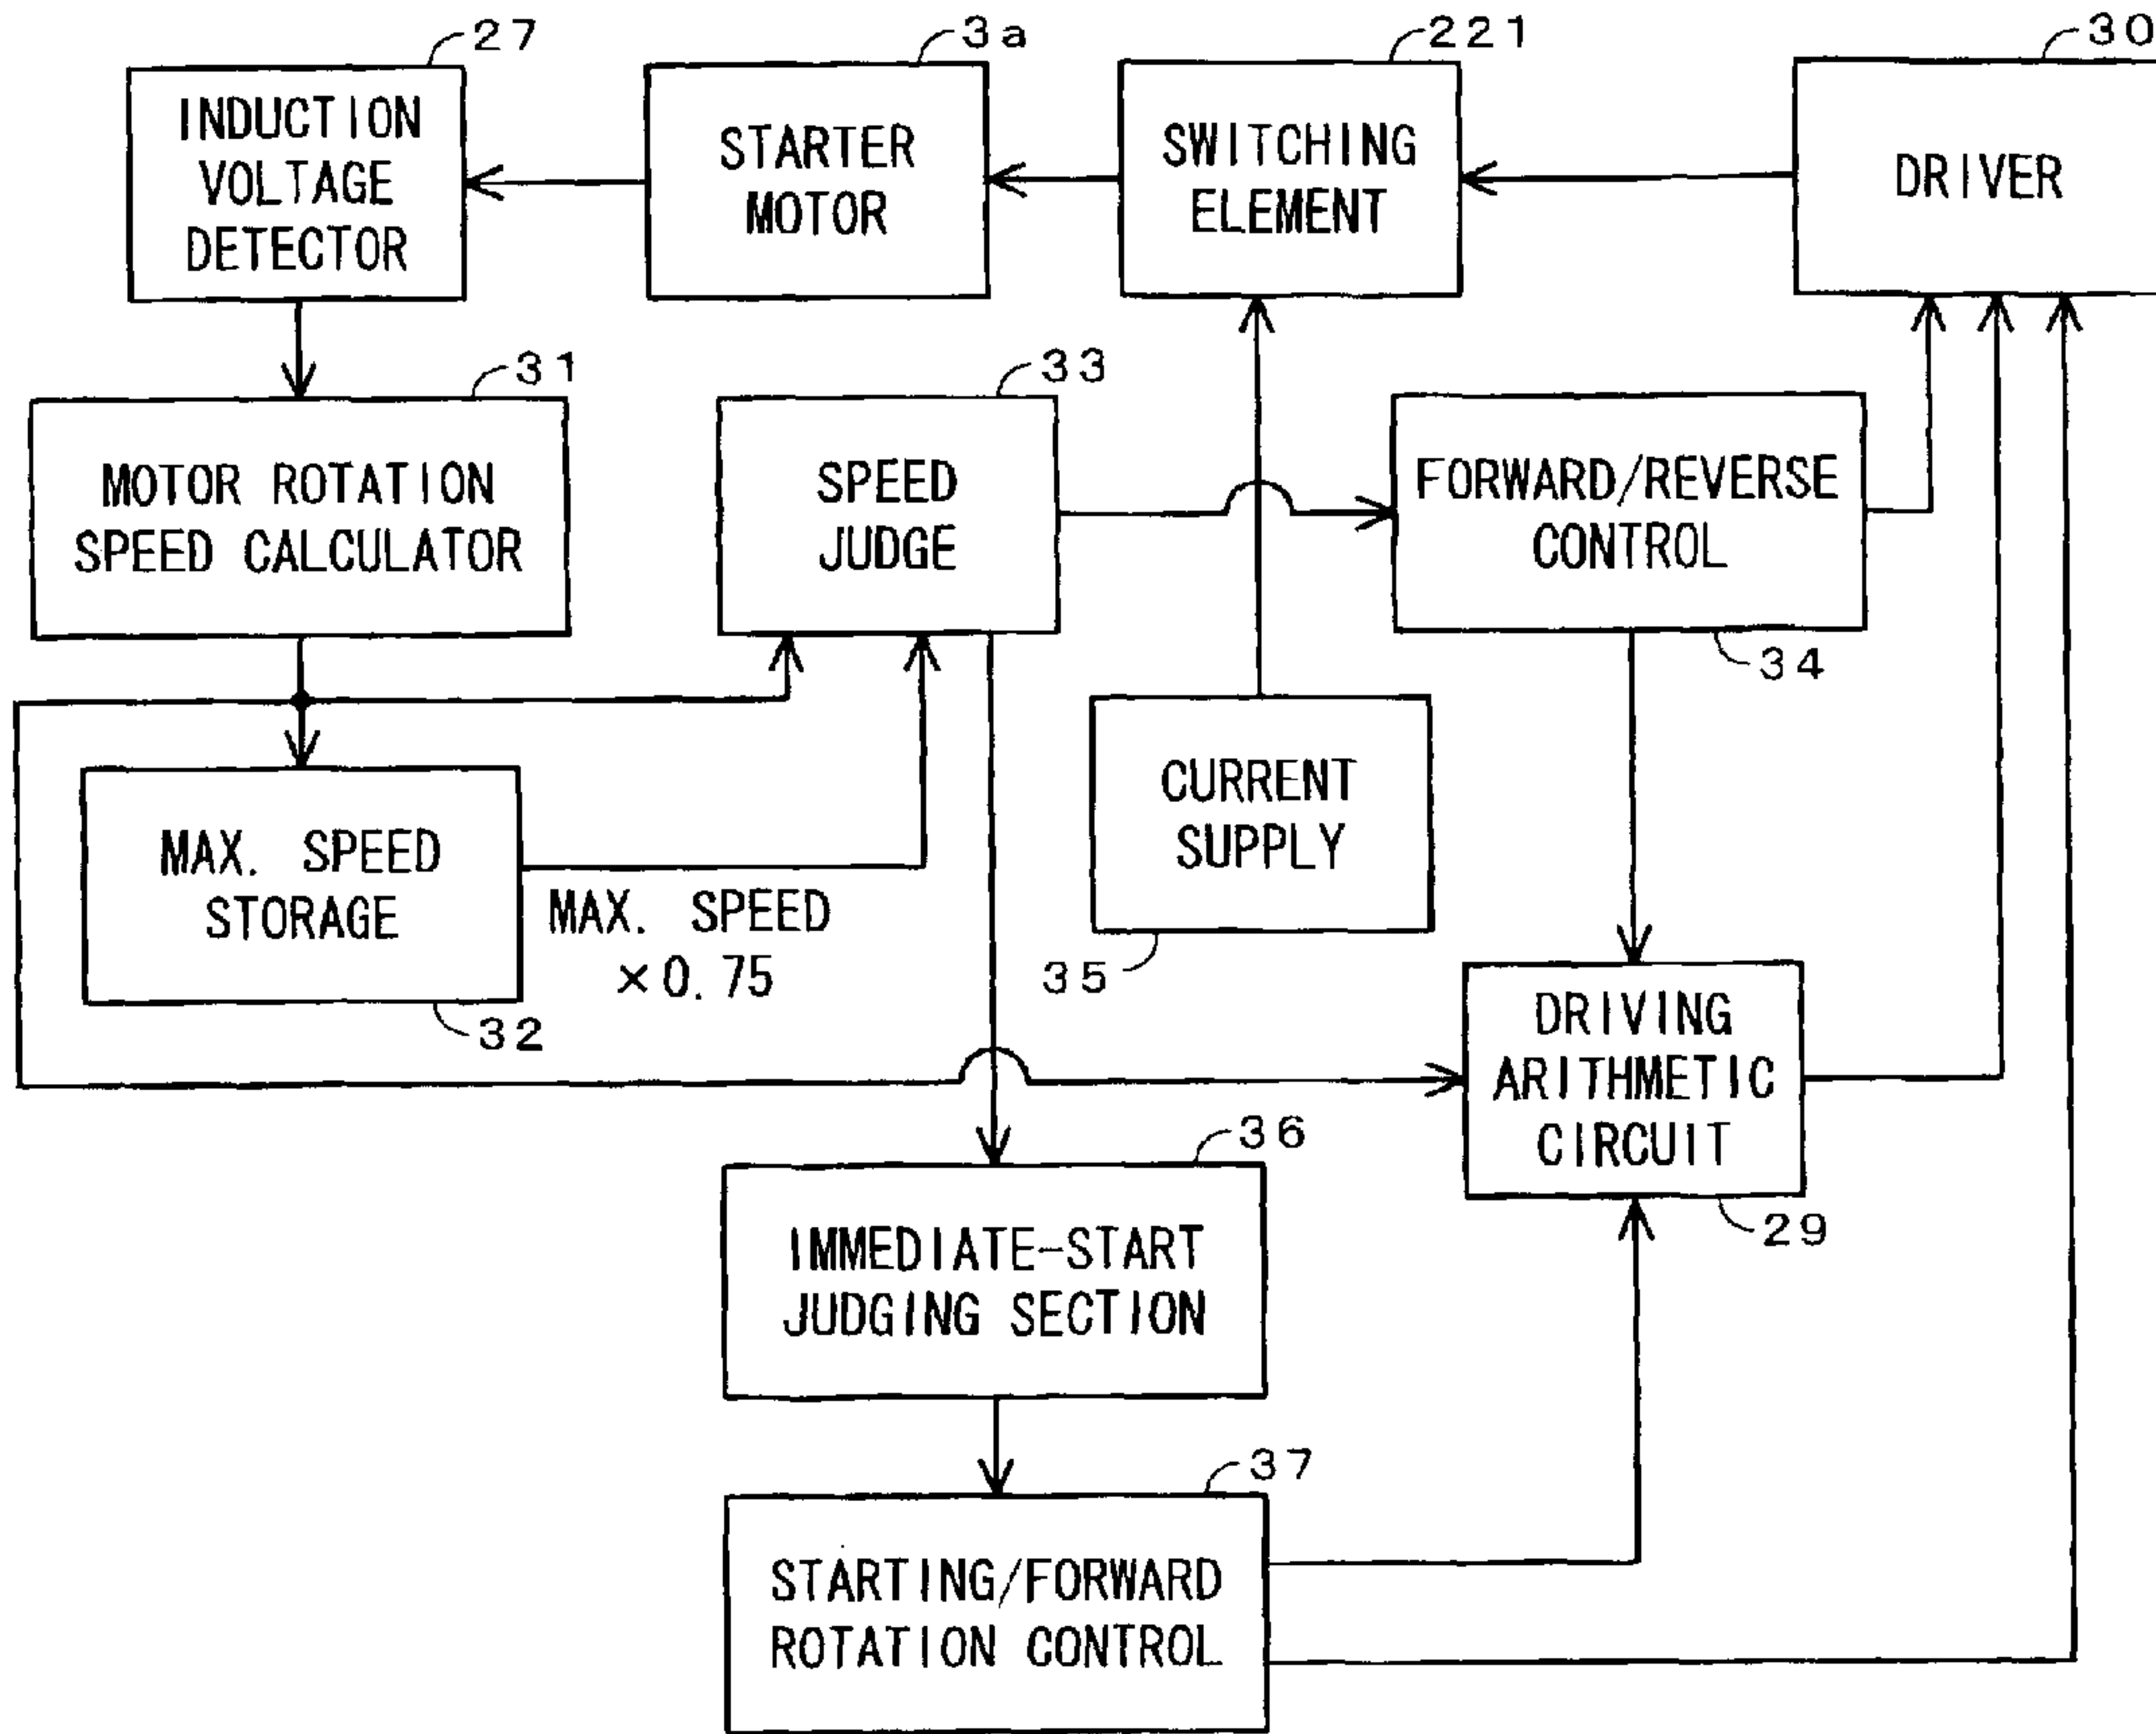 27
3a
221
30
INDUCTION
VOLTAGE
DETECTOR
STARTER
MOTOR
SWITCHING
ELEMENT
DRIVER
31
33
MOTOR ROTATION
SPEED CALCULATOR
SPEED
JUDGE
FORWARD/REVERSE
CONTROL
34
MAX. SPEED
STORAGE
32
MAX. SPEED
×0.75
CURRENT
SUPPLY
35
DRIVING
ARITHMETIC
CIRCUIT
29
36
IMMEDIATE-START
JUDGING SECTION
37
STARTING/FORWARD
ROTATION CONTROL